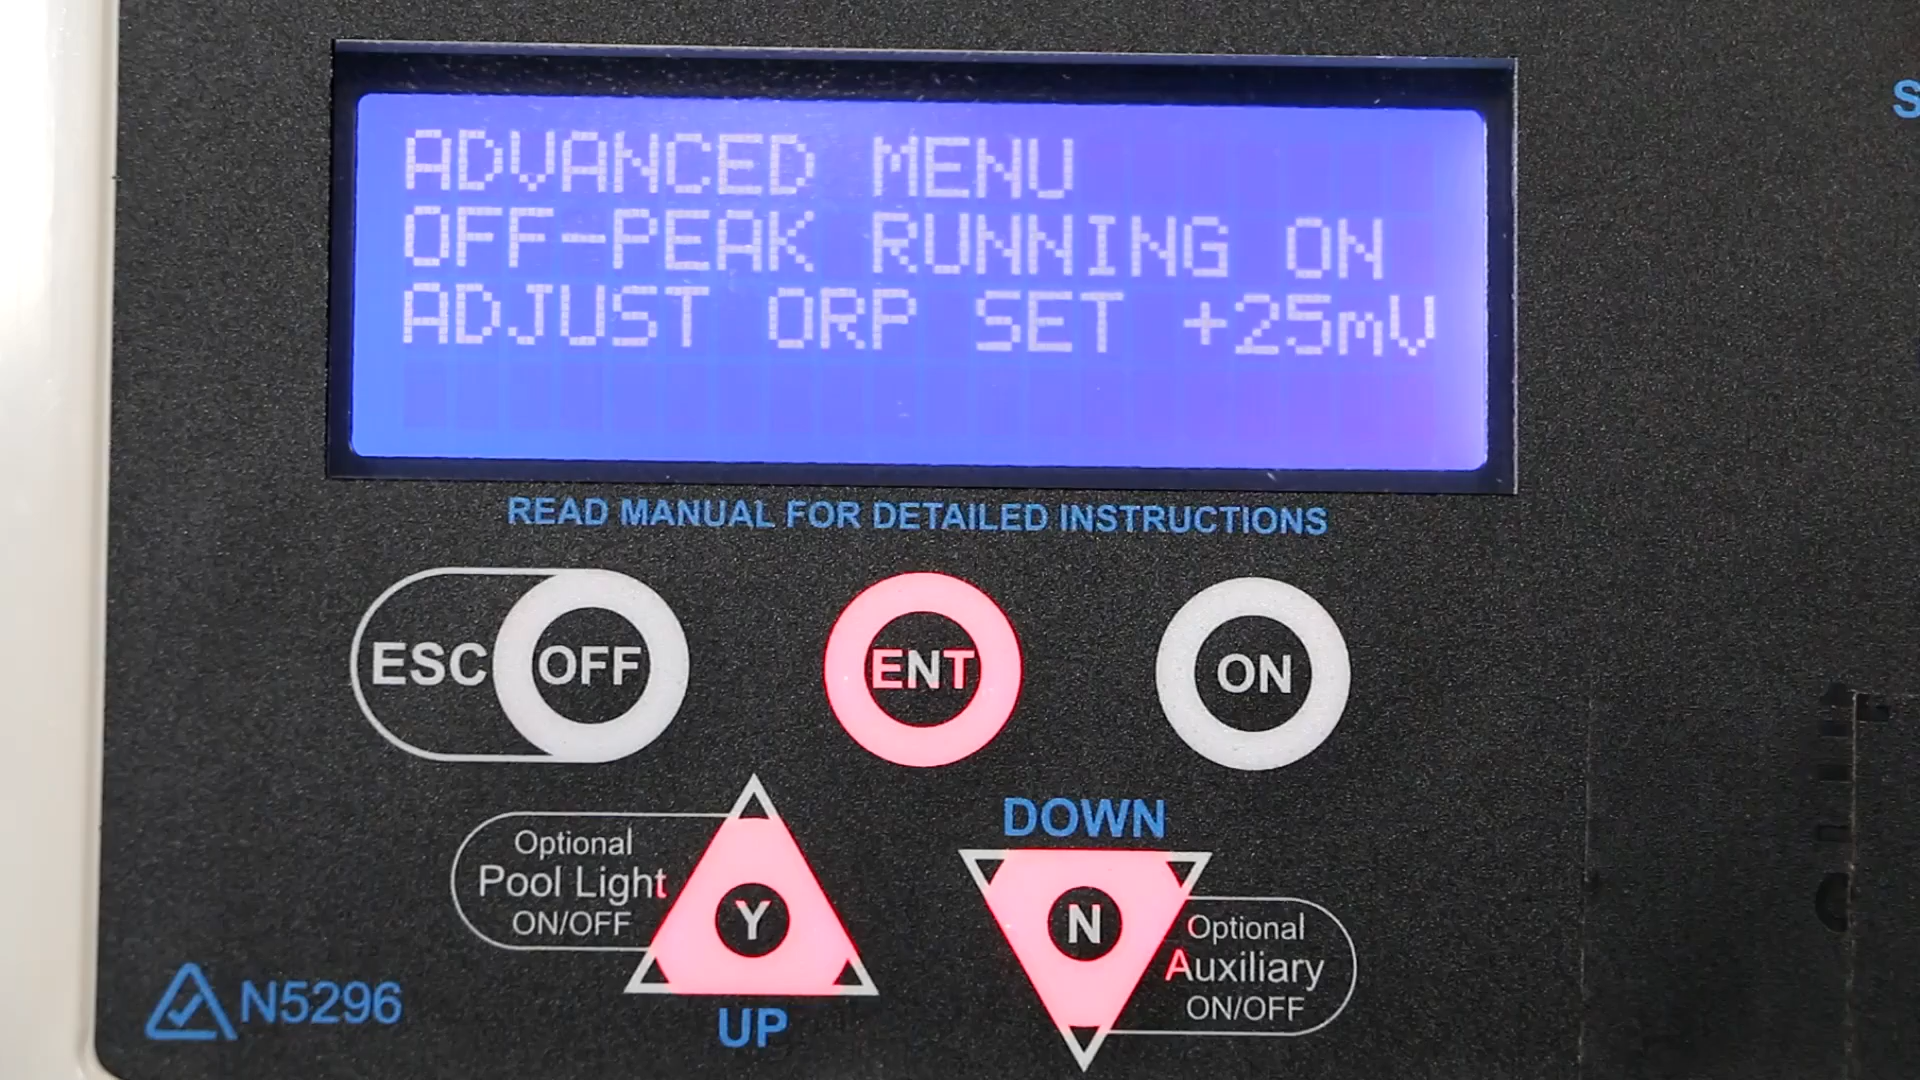 S
ADVANCED MENU
OFF-PEAK RUNNING ON
ADJUST ORP SET +25mV
READ MANUAL FOR DETAILED INSTRUCTIONS
ESC OFF
ENT
ON
Optional
Pool Light
ON/OFF
Y
UP
DOWN
N
Optional
Auxiliary
ON/OFF
N5296